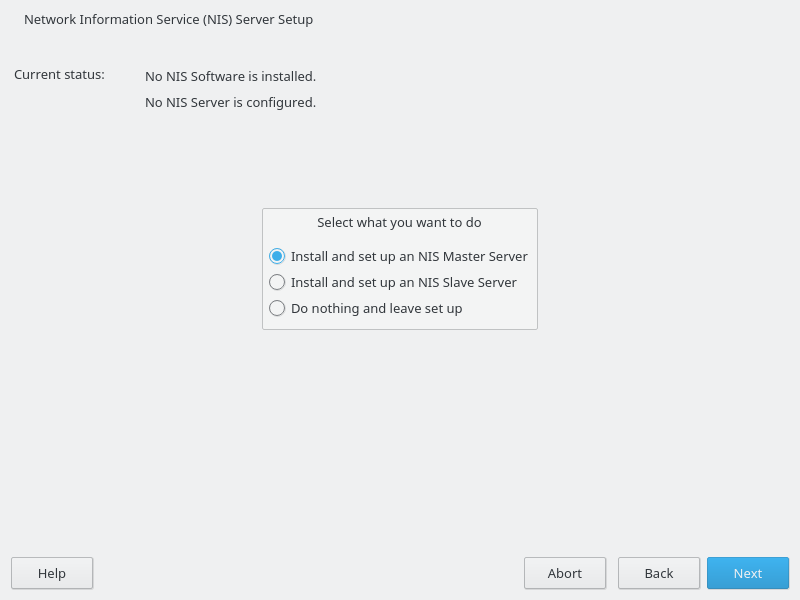 Network Information Service (NIS) Server Setup
Current status:
No NIS Software is installed.
No NIS Server is configured.
Select what you want to do
Install and set up an NIS Master Server
Install and set up an NIS Slave Server
Do nothing and leave set up
Help
Abort
Back
Next